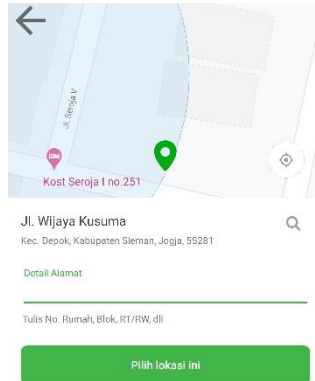 Jl. Seroja V
Kost Seroja I no.251
Jl. Wijaya Kusuma
Kec. Depok, Kabupaten Sleman, Jogja, 55281
Detail Alamat
Tulis No. Rumah, Blok, RT/RW, dll
Pilih lokasi ini